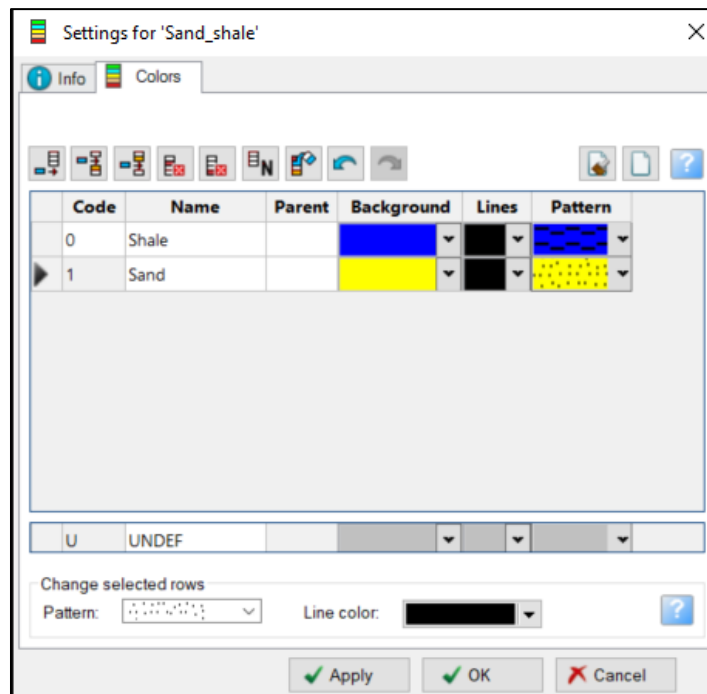 Settings for 'Sand_shale'
Info Colors
N
Code Name Parent Background Lines Pattern
0 Shale
1 Sand
U UNDEF
Change selected rows
Pattern: Line color:
Apply OK Cancel